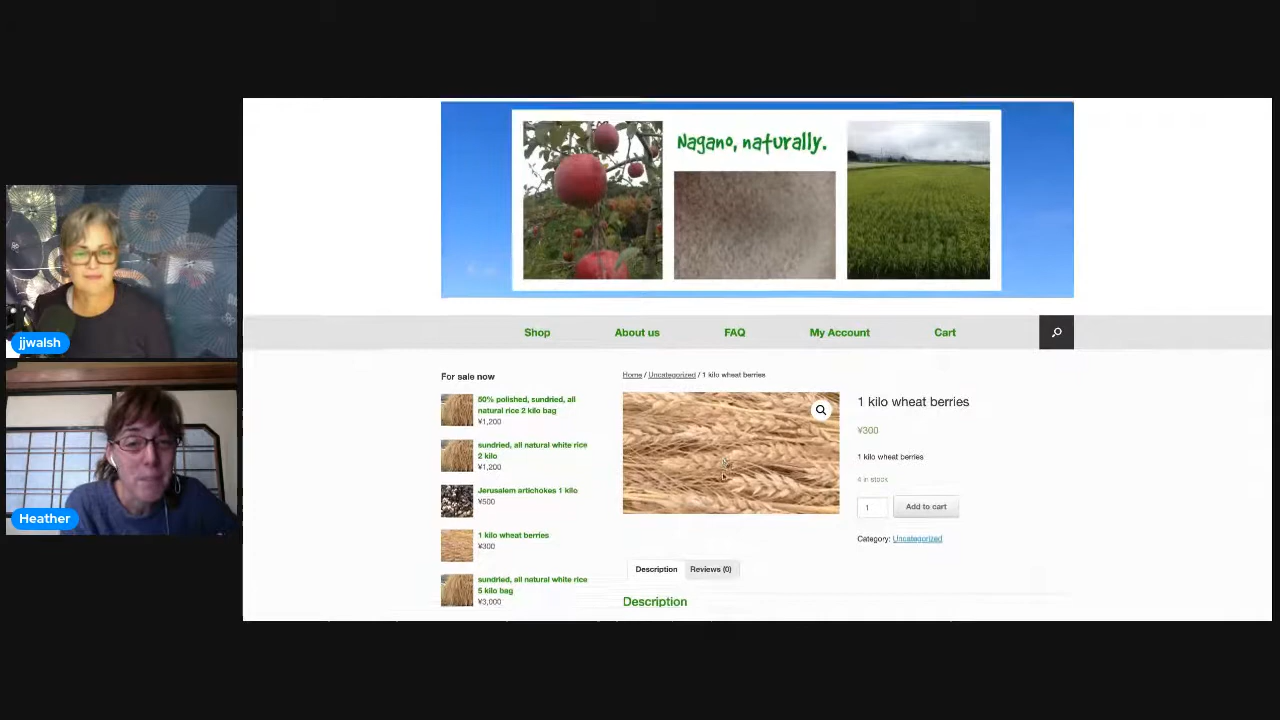 Nagano, naturally.
Shop
About us
FAQ
My Account
Cart
jjwalsh
Heather
For sale now
50% polished, sundried, all
natural rice 2 kilo bag
¥1,200
sundried, all natural white rice
2 kilo
¥1,200
Jerusalem artichokes 1 kilo
¥500
1 kilo wheat berries
¥300
sundried, all natural white rice
5 kilo bag
¥3,000
Home / Uncategorized / 1 kilo wheat berries
1 kilo wheat berries
¥300
1 kilo wheat berries
4 in stock
1
Add to cart
Category: Uncategorized
Description
Reviews (0)
Description